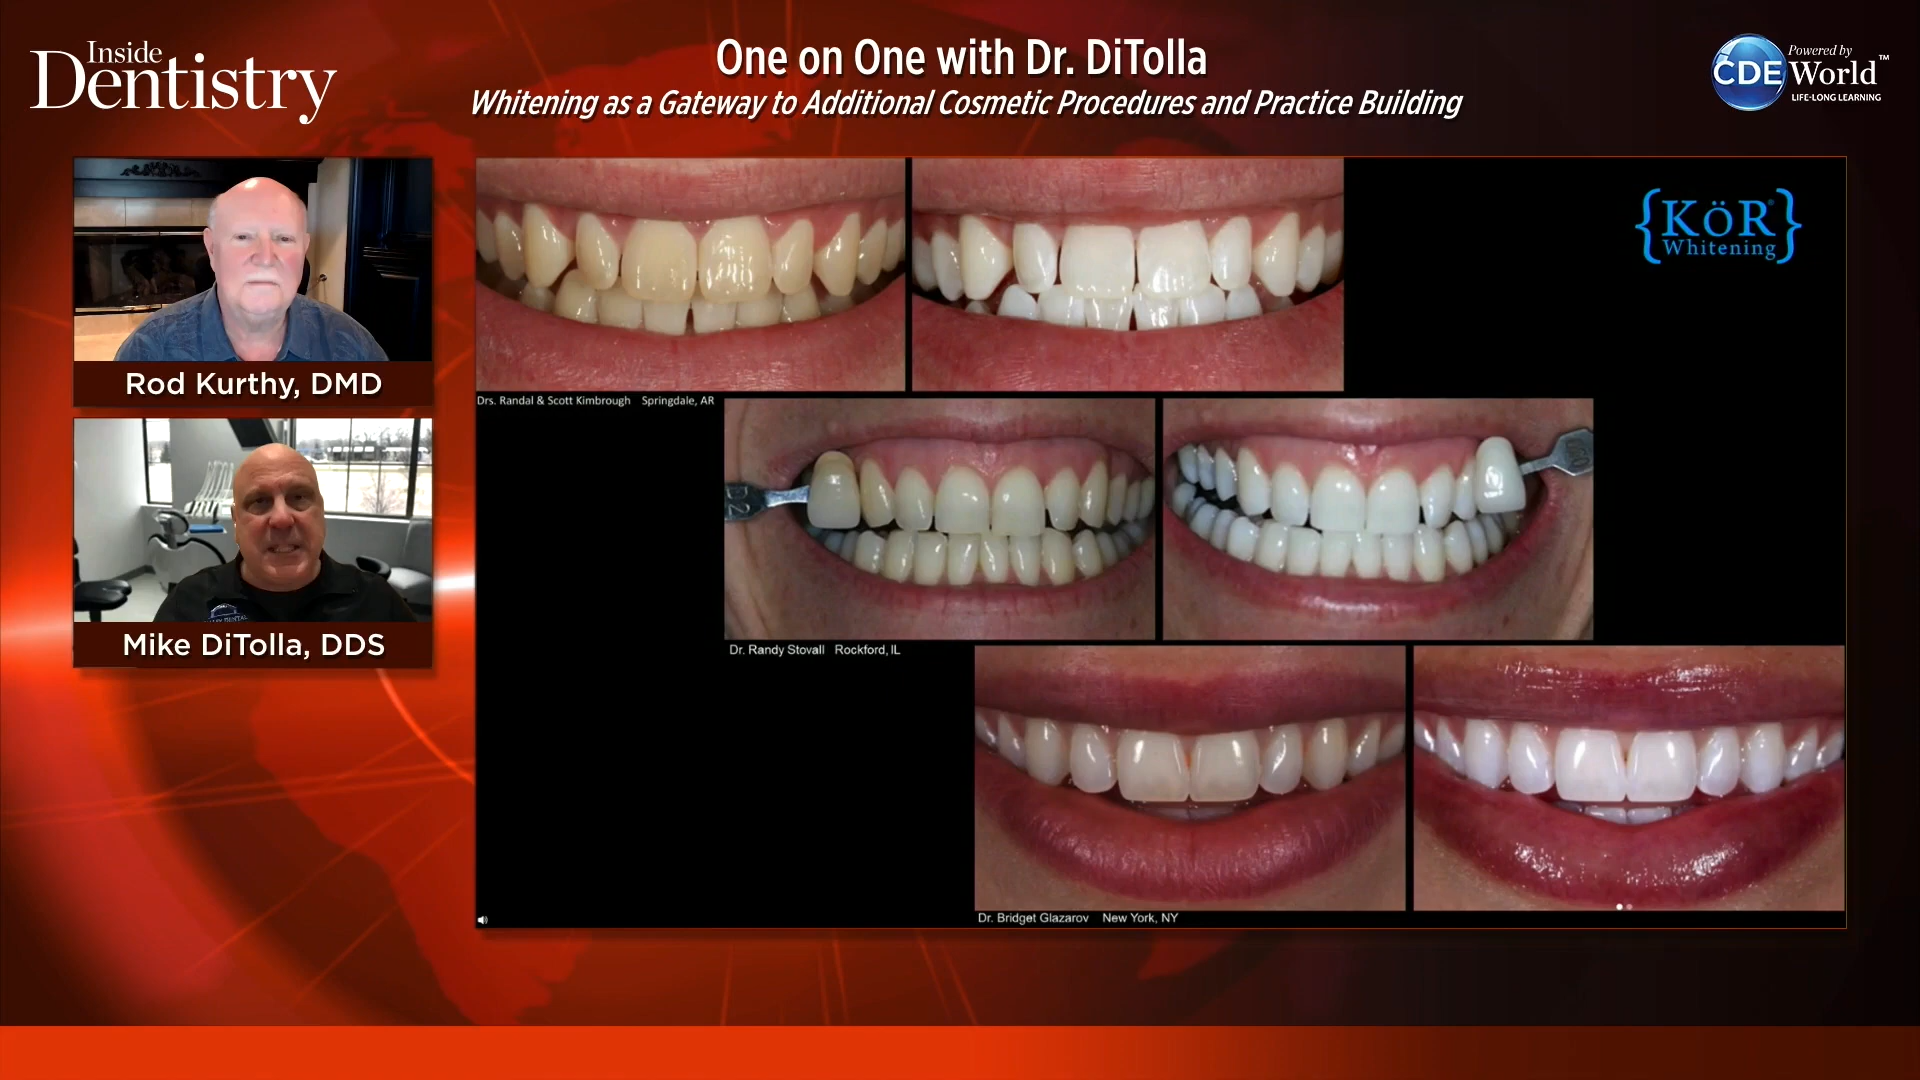 Inside
Dentistry
One on One with Dr. DiTolla
Whitening as a Gateway to Additional Cosmetic Procedures and Practice Building
Powered by
CDEWorld™
LIFE-LONG LEARNING
Rod Kurthy, DMD
Mike DiTolla, DDS
{KöR®}
Whitening
Drs. Randal & Scott Kimbrough Springdale, AR
D2
Dr. Randy Stovall Rockford, IL
Dr. Bridget Glazarov New York, NY